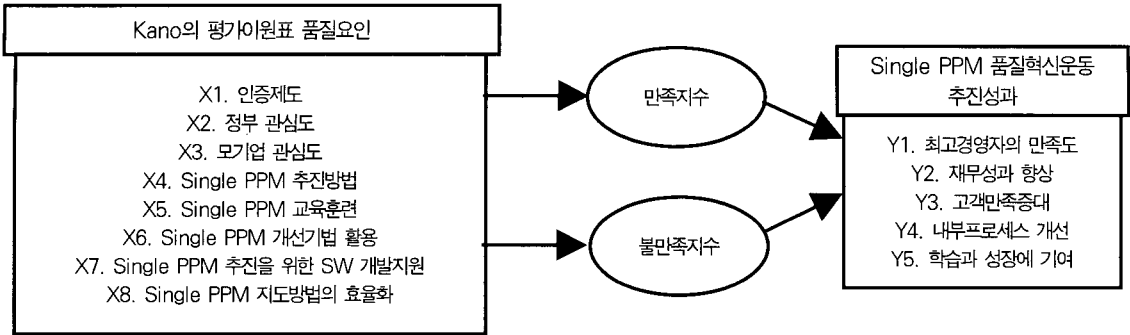 Kano의 평가이원표 품질요인
X1. 인증제도
X2. 정부 관심도
X3. 모기업 관심도
X4. Single PPM 추진방법
X5. Single PPM 교육훈련
X6. Single PPM 개선기법 활용
X7. Single PPM 추진을 위한 SW 개발지원
X8. Single PPM 지도방법의 효율화
만족지수
불만족지수
Single PPM 품질혁신운동
추진성과
Y1. 최고경영자의 만족도
Y2. 재무성과 향상
Y3. 고객만족증대
Y4. 내부프로세스 개선
Y5. 학습과 성장에 기여